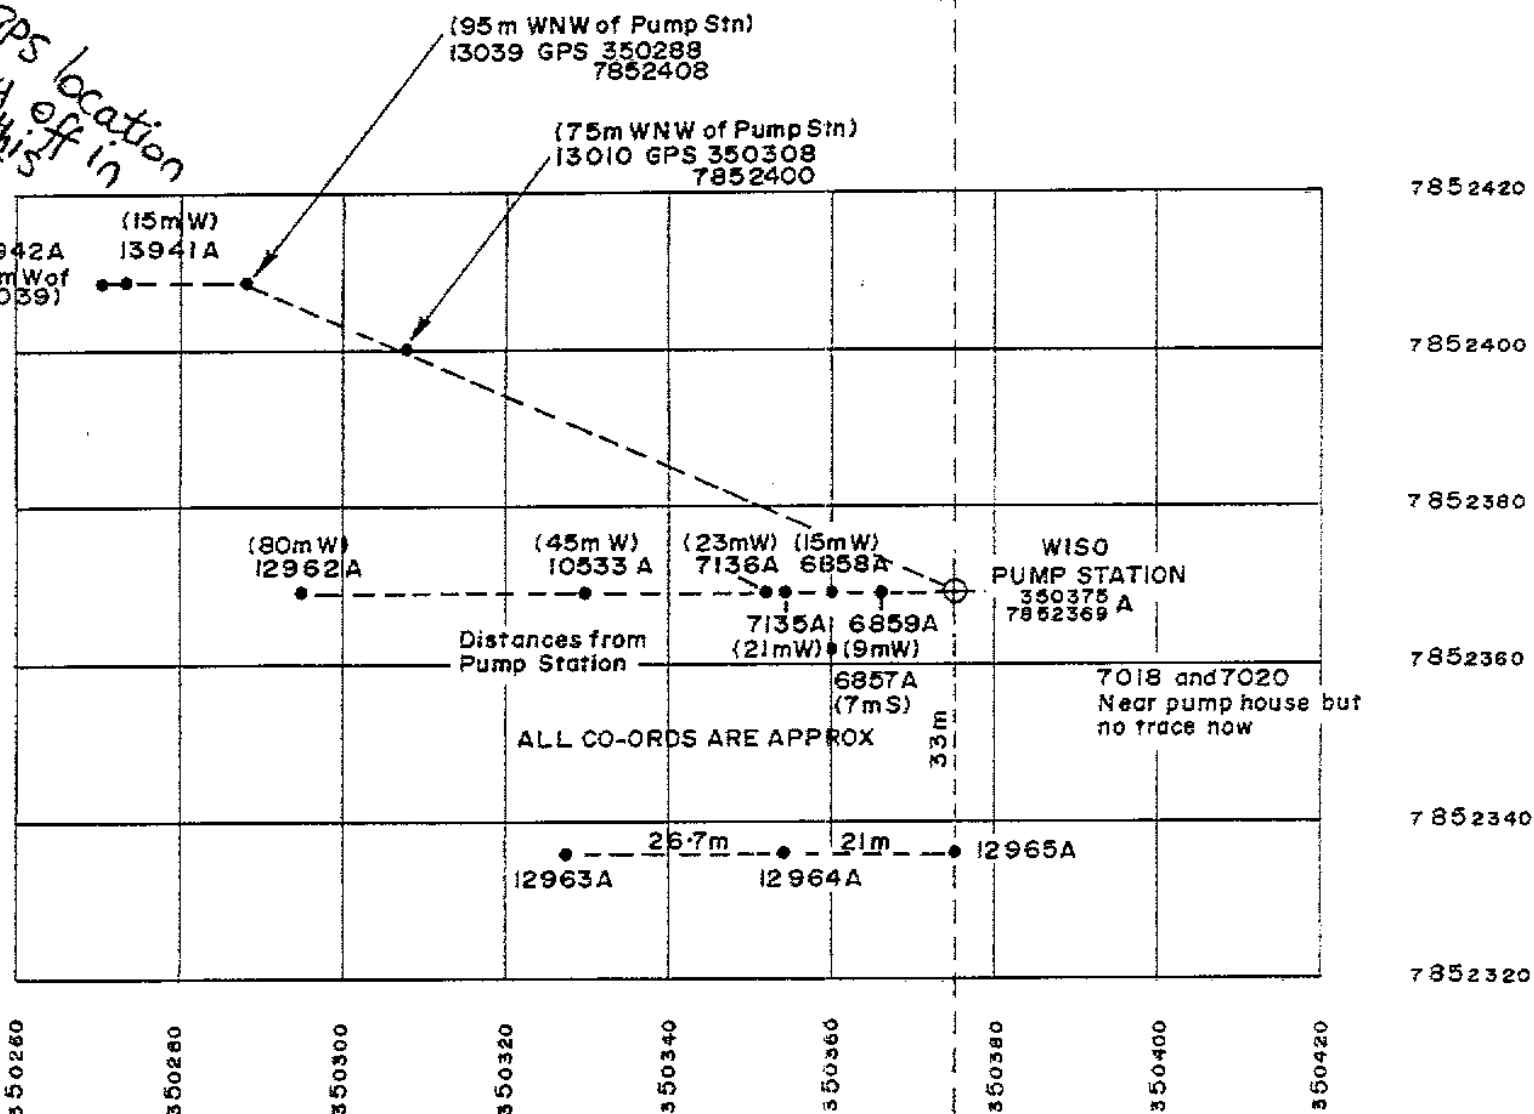 GPS location
off in
this
(95m WNW of Pump Stn)
13039 GPS 350288
7852408
(75m WNW of Pump Stn)
13010 GPS 350308
7852400
7852420
(15mW)
942A 13941A
mWof
039)
7852400
7852380
(80mW) (45m W) (23mW) (15mW) WISO
12962A 10533 A 7136A 6858A PUMP STATION
350375 A
7852369
7135A 6859A
Distances from (21mW) (9mW)
Pump Station
7852360
6857A 7018 and 7020
(7mS) Near pump house but
no trace now
ALL CO-ORDS ARE APPROX
33m
7852340
26·7m 21m 12965A
12963A 12964A
7852320
350260 350280 350300 350320 350340 350360 350380 350400 350420